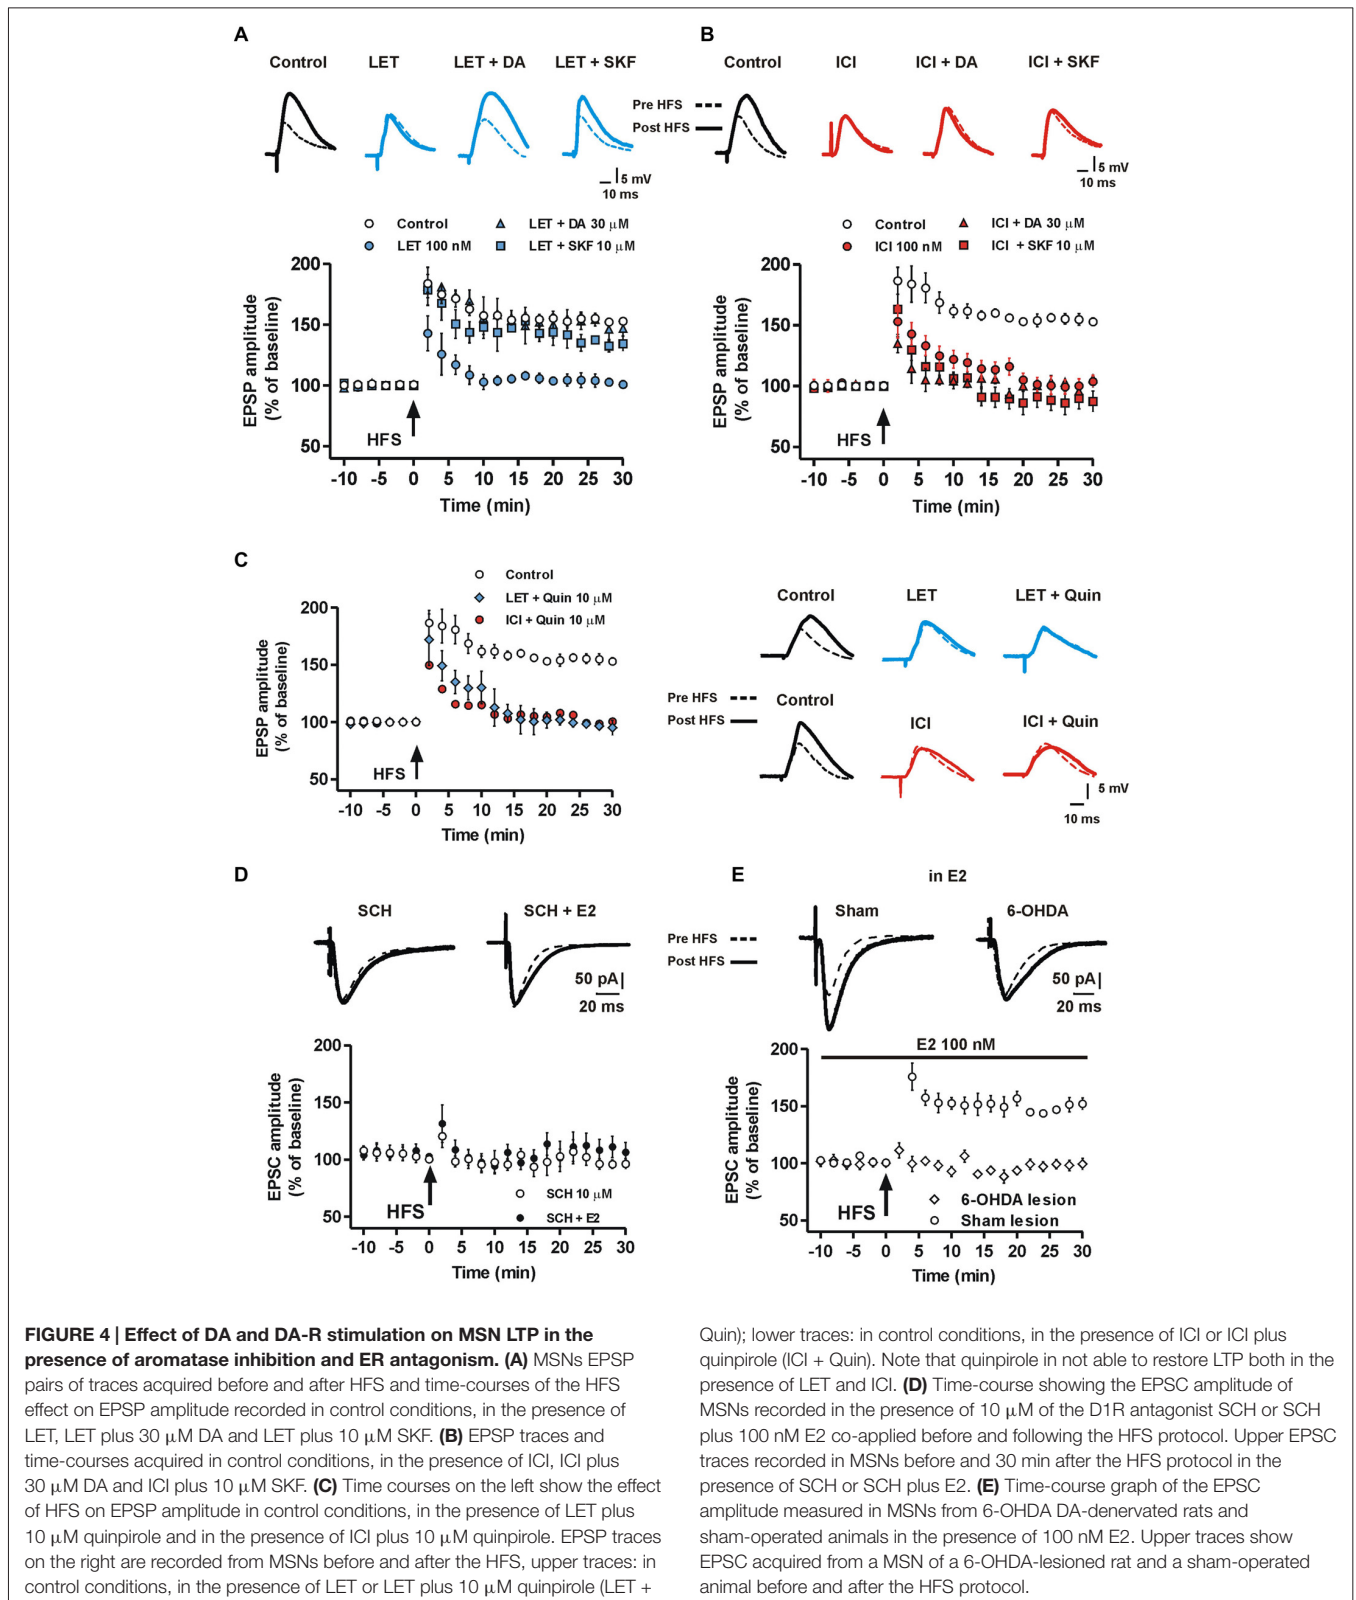 A
Control LET LET + DA LET + SKF
5 mV
10 ms
Control LET + DA 30 μM
LET 100 nM LET + SKF 10 μM
200
150
100
50
EPSP amplitude
(% of baseline)
HFS
-10 -5 0 5 10 15 20 25 30
Time (min)
B
Control ICI ICI + DA ICI + SKF
Pre HFS
Post HFS
5 mV
10 ms
Control ICI + DA 30 μM
ICI 100 nM ICI + SKF 10 μM
200
150
100
50
EPSP amplitude
(% of baseline)
HFS
-10 -5 0 5 10 15 20 25 30
Time (min)
C
Control
LET + Quin 10 μM
ICI + Quin 10 μM
200
150
100
50
EPSP amplitude
(% of baseline)
HFS
-10 -5 0 5 10 15 20 25 30
Time (min)
Control LET LET + Quin
Pre HFS
Post HFS
Control
ICI ICI + Quin
5 mV
10 ms
D
SCH SCH + E2
50 pA
20 ms
200
150
100
50
EPSC amplitude
(% of baseline)
HFS
SCH 10 μM
SCH + E2
-10 -5 0 5 10 15 20 25 30
Time (min)
E
in E2
Sham 6-OHDA
Pre HFS
Post HFS
50 pA
20 ms
E2 100 nM
200
150
100
50
EPSC amplitude
(% of baseline)
HFS
6-OHDA lesion
Sham lesion
-10 -5 0 5 10 15 20 25 30
Time (min)
FIGURE 4 | Effect of DA and DA-R stimulation on MSN LTP in the
presence of aromatase inhibition and ER antagonism. (A) MSNs EPSP
pairs of traces acquired before and after HFS and time-courses of the HFS
effect on EPSP amplitude recorded in control conditions, in the presence of
LET, LET plus 30 μM DA and LET plus 10 μM SKF. (B) EPSP traces and
time-courses acquired in control conditions, in the presence of ICI, ICI plus
30 μM DA and ICI plus 10 μM SKF. (C) Time courses on the left show the effect
of HFS on EPSP amplitude in control conditions, in the presence of LET plus
10 μM quinpirole and in the presence of ICI plus 10 μM quinpirole. EPSP traces
on the right are recorded from MSNs before and after the HFS, upper traces: in
control conditions, in the presence of LET or LET plus 10 μM quinpirole (LET +
Quin); lower traces: in control conditions, in the presence of ICI or ICI plus
quinpirole (ICI + Quin). Note that quinpirole in not able to restore LTP both in the
presence of LET and ICI. (D) Time-course showing the EPSC amplitude of
MSNs recorded in the presence of 10 μM of the D1R antagonist SCH or SCH
plus 100 nM E2 co-applied before and following the HFS protocol. Upper EPSC
traces recorded in MSNs before and 30 min after the HFS protocol in the
presence of SCH or SCH plus E2. (E) Time-course graph of the EPSC
amplitude measured in MSNs from 6-OHDA DA-denervated rats and
sham-operated animals in the presence of 100 nM E2. Upper traces show
EPSC acquired from a MSN of a 6-OHDA-lesioned rat and a sham-operated
animal before and after the HFS protocol.